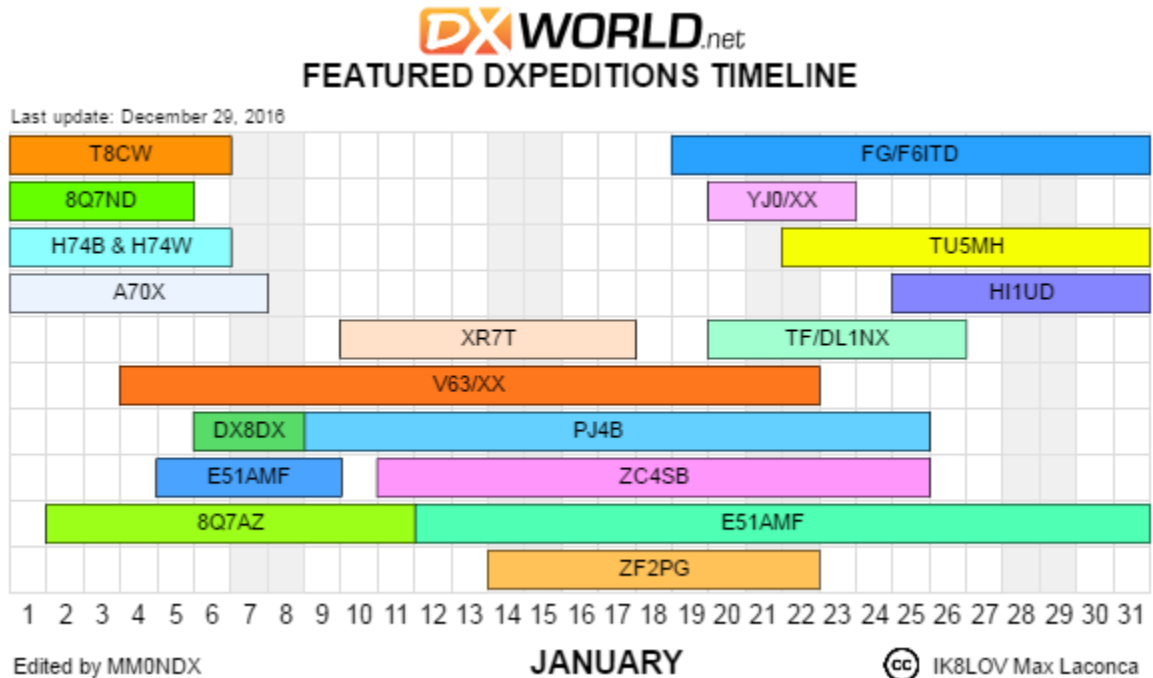 DX WORLD.net
FEATURED DXPEDITIONS TIMELINE
Last update: December 29, 2016
T8CW FG/F6ITD
8Q7ND YJ0/XX
H74B & H74W TU5MH
A70X HI1UD
XR7T TF/DL1NX
V63/XX
DX8DX PJ4B
E51AMF ZC4SB
8Q7AZ E51AMF
ZF2PG
1 2 3 4 5 6 7 8 9 10 11 12 13 14 15 16 17 18 19 20 21 22 23 24 25 26 27 28 29 30 31
Edited by MM0NDX JANUARY cc IK8LOV Max Laconca